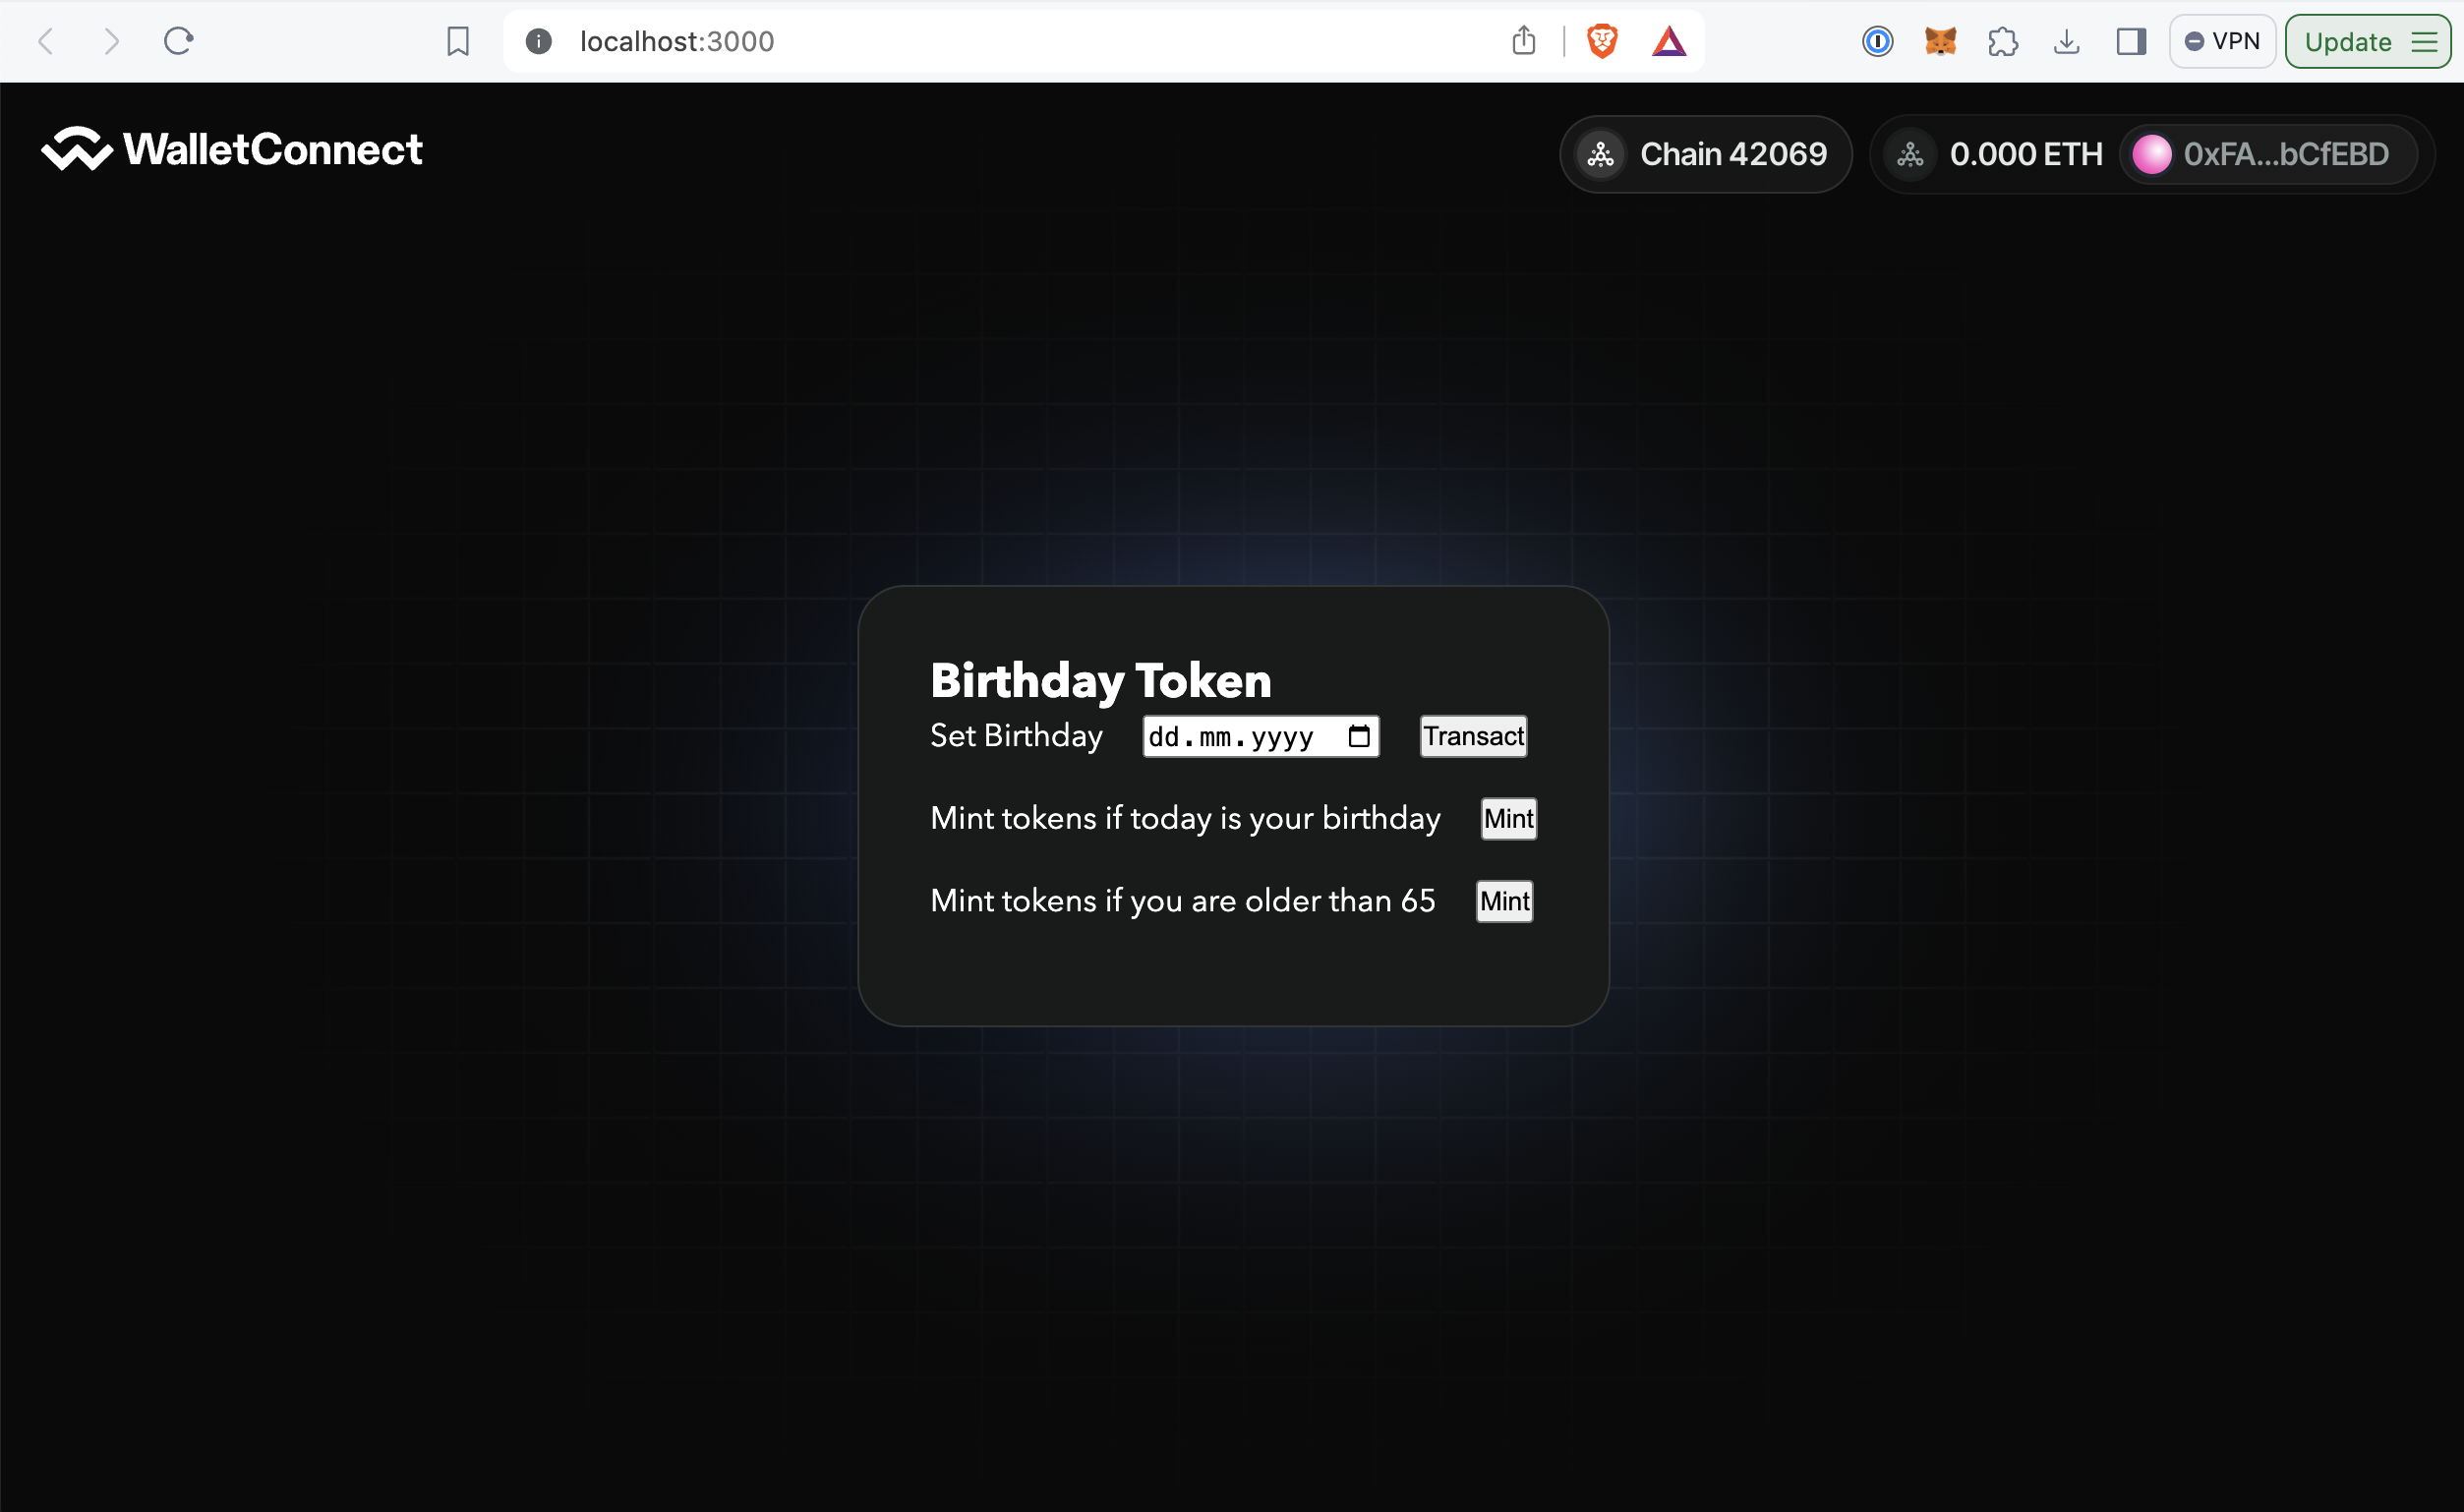 localhost:3000
VPN
Update
WalletConnect
Chain 42069
0.000 ETH
0xFA...bCfEBD
Birthday Token
Set Birthday
dd.mm.yyyy
Transact
Mint tokens if today is your birthday
Mint
Mint tokens if you are older than 65
Mint